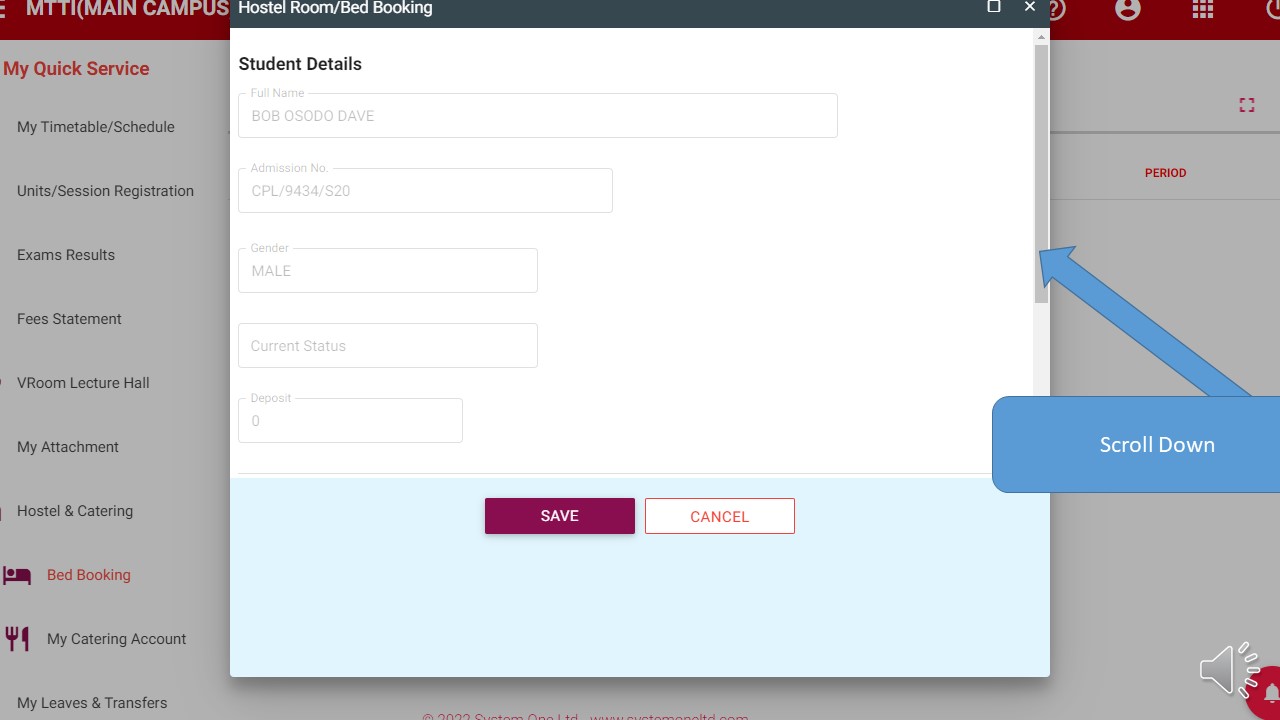 MTTI(MAIN CAMPUS
Hostel Room/Bed Booking
My Quick Service
My Timetable/Schedule
Units/Session Registration
Exams Results
Fees Statement
VRoom Lecture Hall
My Attachment
Hostel & Catering
Bed Booking
My Catering Account
My Leaves & Transfers
Student Details
Full Name
BOB OSODO DAVE
Admission No.
CPL/9434/S20
Gender
MALE
Current Status
Deposit
0
SAVE
CANCEL
PERIOD
Scroll Down
© 2022 System One Ltd - www.systemoneltd.com